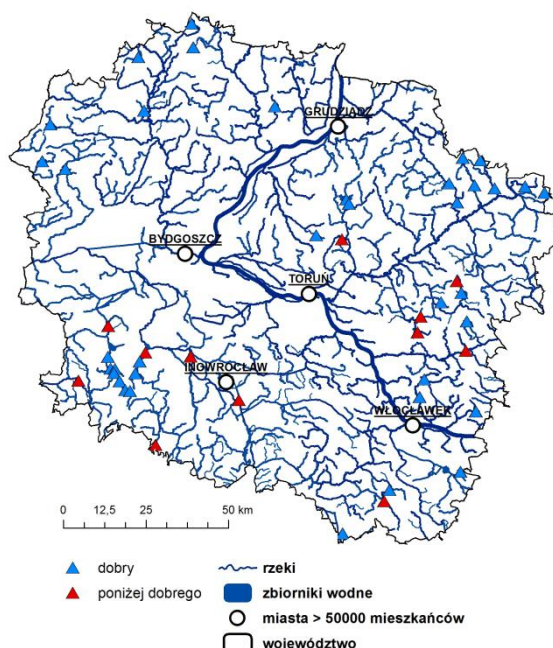 GRUDZIĄDZ
BYDGOSZCZ
TORUŃ
INOWROCŁAW
WŁOCŁAWEK
0 12,5 25 50 km
dobry
poniżej dobrego
rzeki
zbiorniki wodne
miasta > 50000 mieszkańców
województwo